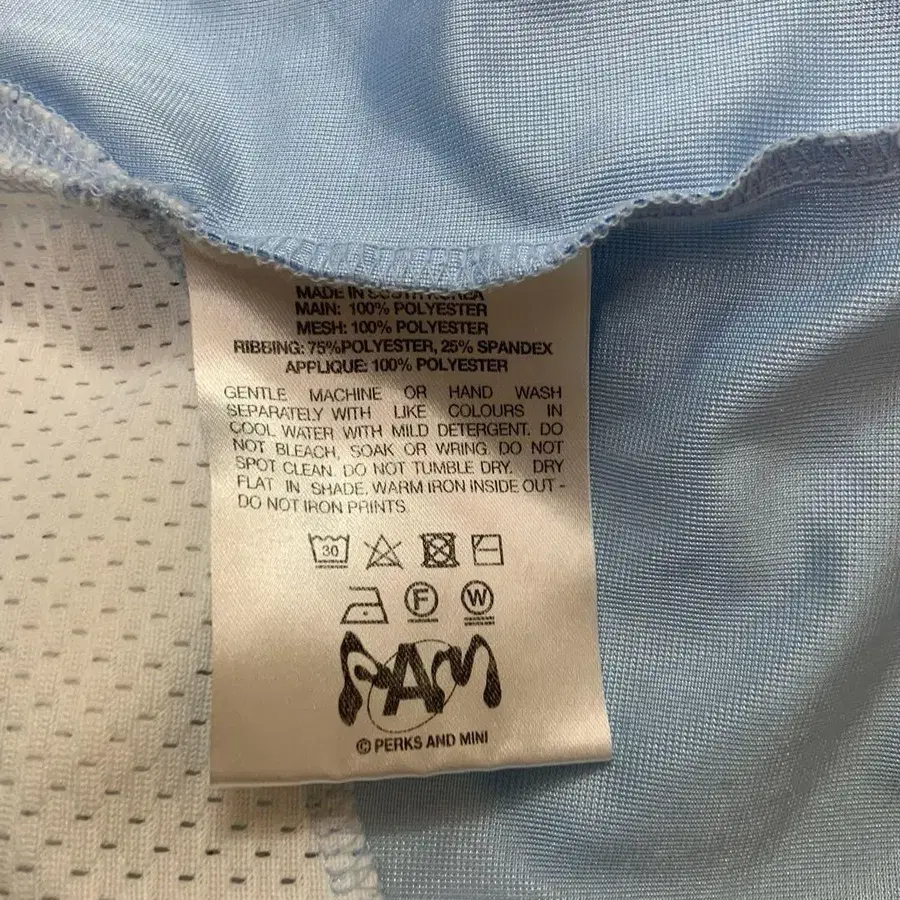 MADE IN SOUTH KOREA
MAIN: 100% POLYESTER
MESH: 100% POLYESTER
RIBBING: 75%POLYESTER, 25% SPANDEX
APPLIQUE: 100% POLYESTER
GENTLE MACHINE OR HAND WASH
SEPARATELY WITH LIKE COLOURS IN
COOL WATER WITH MILD DETERGENT. DO
NOT BLEACH, SOAK OR WRING. DO NOT
SPOT CLEAN. DO NOT TUMBLE DRY. DRY
FLAT IN SHADE. WARM IRON INSIDE OUT -
DO NOT IRON PRINTS.
30
F W
PAM
© PERKS AND MINI